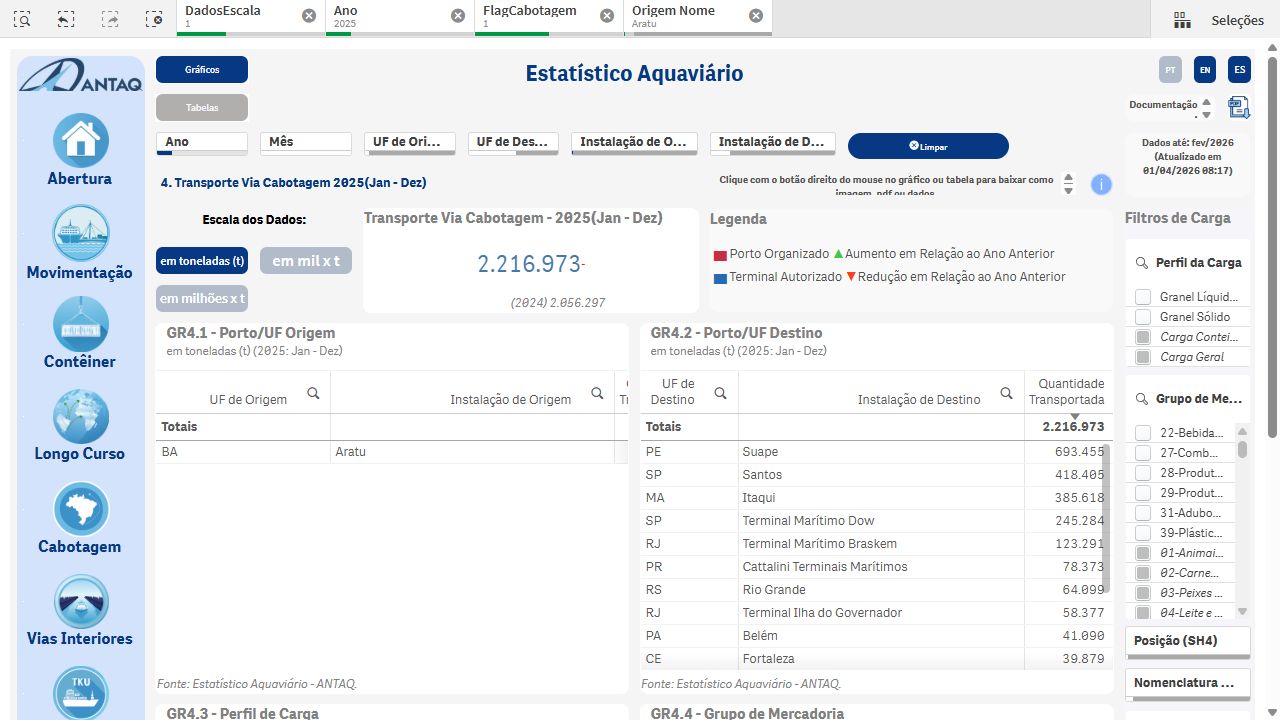 DadosEscala
1
Ano
2025
FlagCabotagem
1
Origem Nome
Aratu
Seleções
ANTAQ
Gráficos
Tabelas
Estatístico Aquaviário
PT
EN
ES
Documentação
Ano
Mês
UF de Ori...
UF de Des...
Instalação de O...
Instalação de D...
Limpar
Dados até: fev/2026
(Atualizado em
01/04/2026 08:17)
4. Transporte Via Cabotagem 2025(Jan - Dez)
Clique com o botão direito do mouse no gráfico ou tabela para baixar como
imagem, pdf ou dados
Abertura
Movimentação
Contêiner
Longo Curso
Cabotagem
Vias Interiores
TKU
Escala dos Dados:
em toneladas (t)
em mil x t
em milhões x t
Transporte Via Cabotagem - 2025(Jan - Dez)
2.216.973-
(2024) 2.056.297
Legenda
Porto Organizado ▲Aumento em Relação ao Ano Anterior
Terminal Autorizado ▼Redução em Relação ao Ano Anterior
GR4.1 - Porto/UF Origem
em toneladas (t) (2025: Jan - Dez)
UF de Origem
Instalação de Origem
Totais
BA Aratu
Fonte: Estatístico Aquaviário - ANTAQ.
GR4.2 - Porto/UF Destino
em toneladas (t) (2025: Jan - Dez)
UF de
Destino
Instalação de Destino
Quantidade
Transportada
Totais 2.216.973
PE Suape 693.455
SP Santos 418.405
MA Itaqui 385.618
SP Terminal Marítimo Dow 245.284
RJ Terminal Marítimo Braskem 123.291
PR Cattalini Terminais Marítimos 78.373
RS Rio Grande 64.099
RJ Terminal Ilha do Governador 58.377
PA Belém 41.090
CE Fortaleza 39.879
Fonte: Estatístico Aquaviário - ANTAQ.
GR4.3 - Perfil de Carga
GR4.4 - Grupo de Mercadoria
Filtros de Carga
Perfil da Carga
Granel Líquid...
Granel Sólido
Carga Contei...
Carga Geral
Grupo de Me...
22-Bebida...
27-Comb...
28-Produt...
29-Produt...
31-Adubo...
39-Plástic...
01-Animai...
02-Carne...
03-Peixes ...
04-Leite e ...
Posição (SH4)
Nomenclatura ...